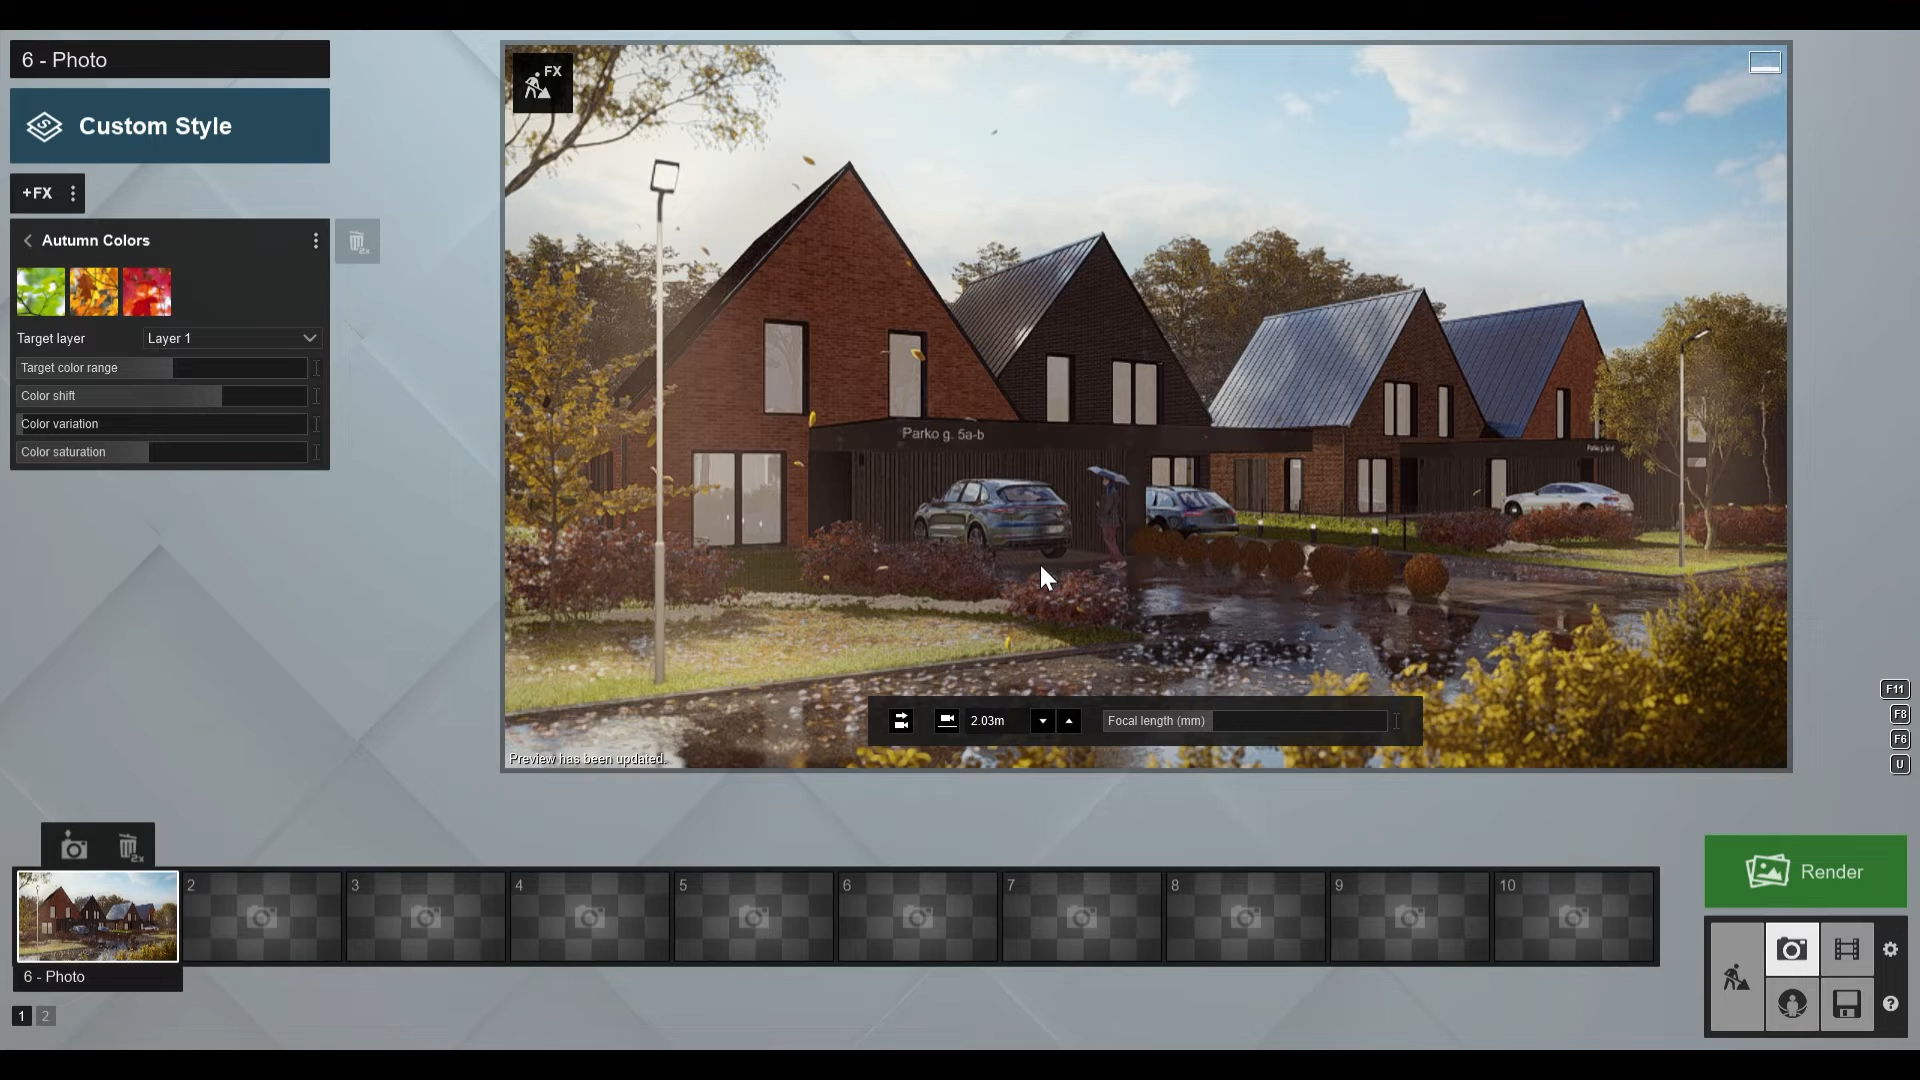 6 - Photo
Custom Style
+FX
Autumn Colors
2x
Target layer
Layer 1
Target color range
Color shift
Color variation
Color saturation
FX
Parko g. 5a-b
2.03m
Focal length (mm)
Preview has been updated.
F11
F8
F6
U
2x
2
3
4
5
6
7
8
9
10
6 - Photo
1
2
Render
?